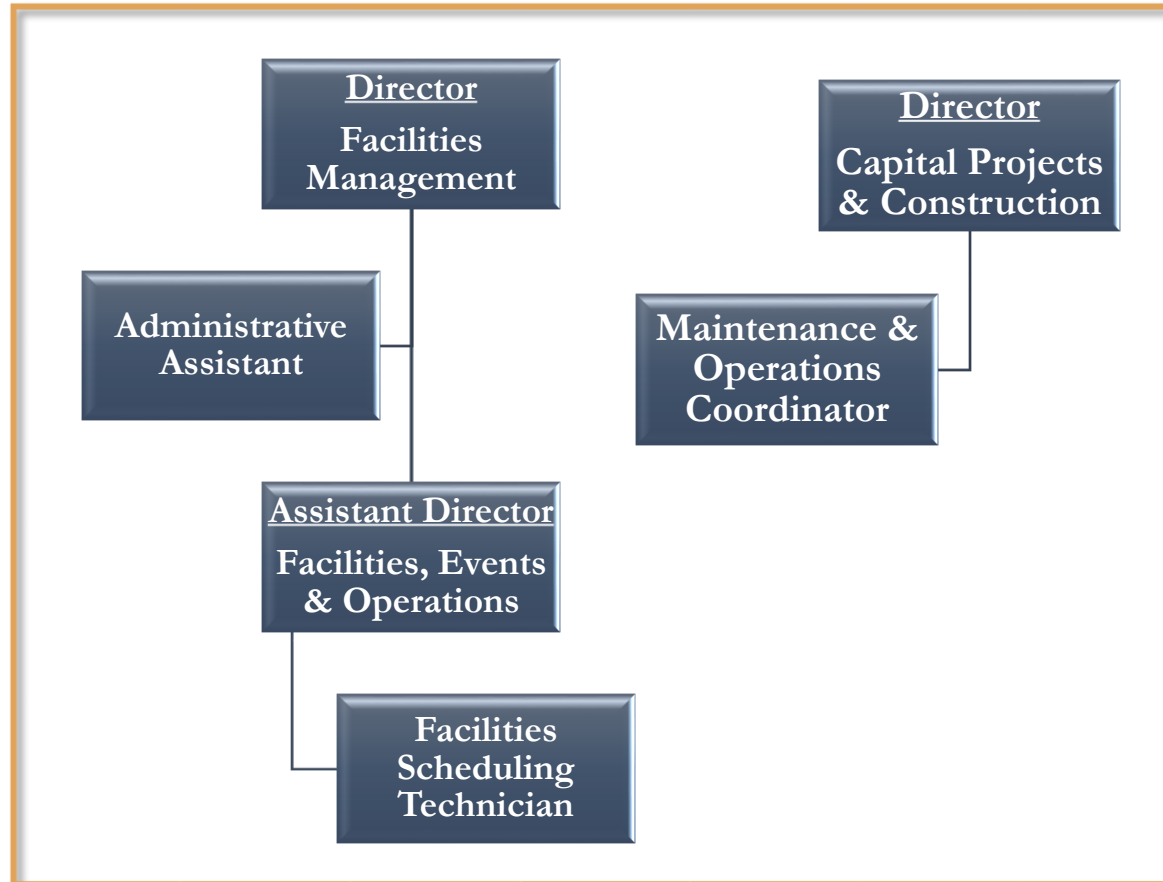 Director
Facilities
Management
Director
Capital Projects
& Construction
Administrative
Assistant
Maintenance &
Operations
Coordinator
Assistant Director
Facilities, Events
& Operations
Facilities
Scheduling
Technician